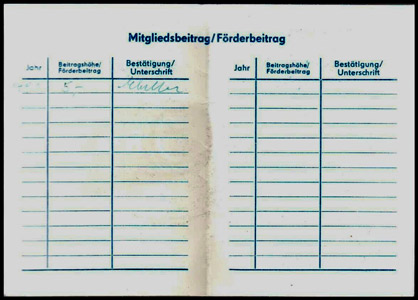 Mitgliedsbeitrag/Förderbeitrag
Jahr Beitragshöhe/ Förderbeitrag Bestätigung/ Unterschrift
Jahr Beitragshöhe/ Förderbeitrag Bestätigung/ Unterschrift
5,-